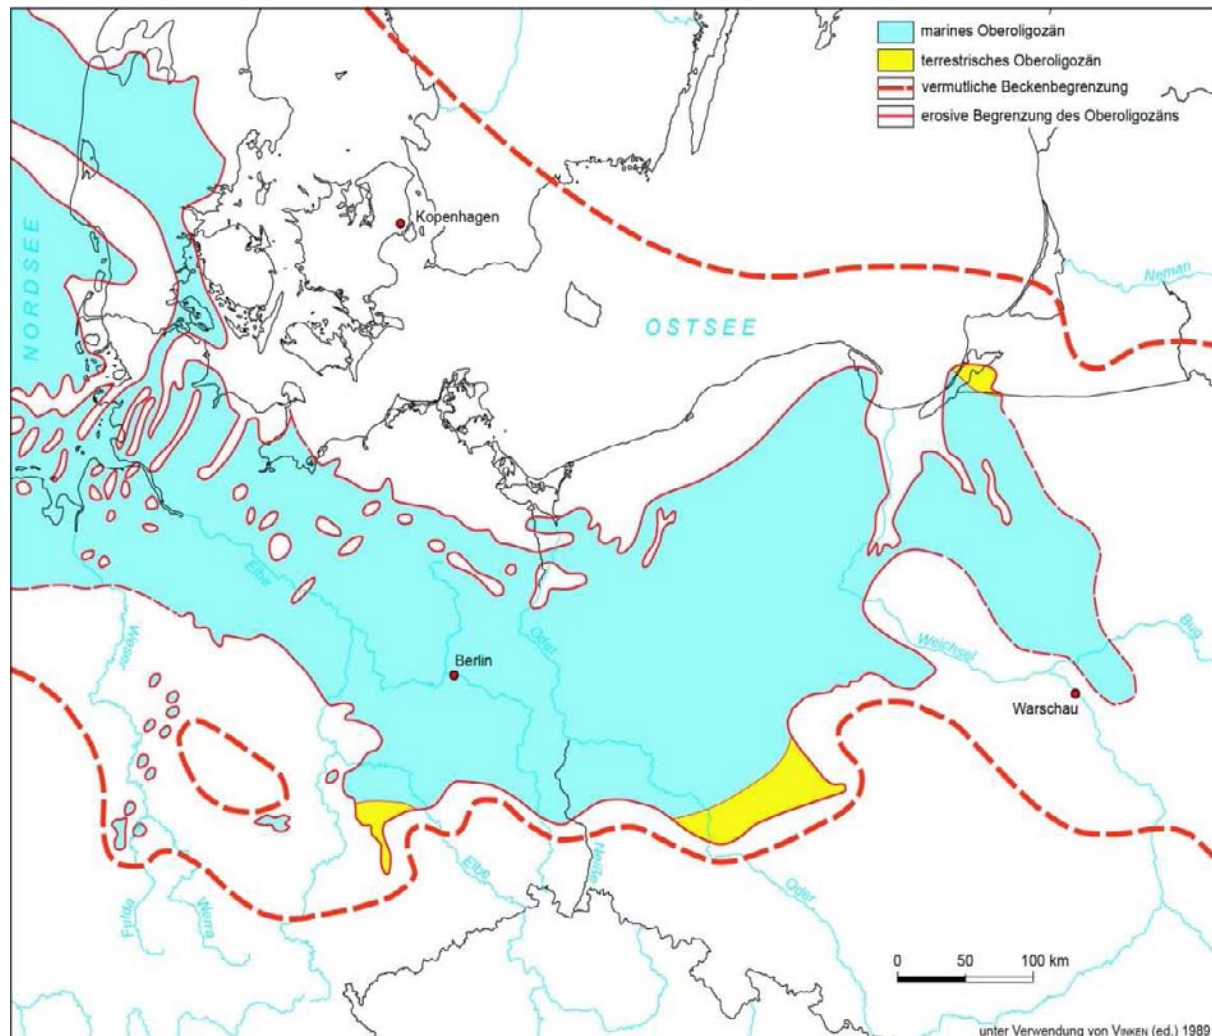 marines Oberoligozän
terrestrisches Oberoligozän
vermutliche Beckenbegrenzung
erosive Begrenzung des Oberoligozäns
Kopenhagen
NORDSEE
Neman
OSTSEE
Elbe
Oder
Weser
Berlin
Weichsel
Bug
Warschau
Fulda
Werra
Elbe
Neiße
Oder
0 50 100 km
unter Verwendung von VINKEN (ed.) 1989